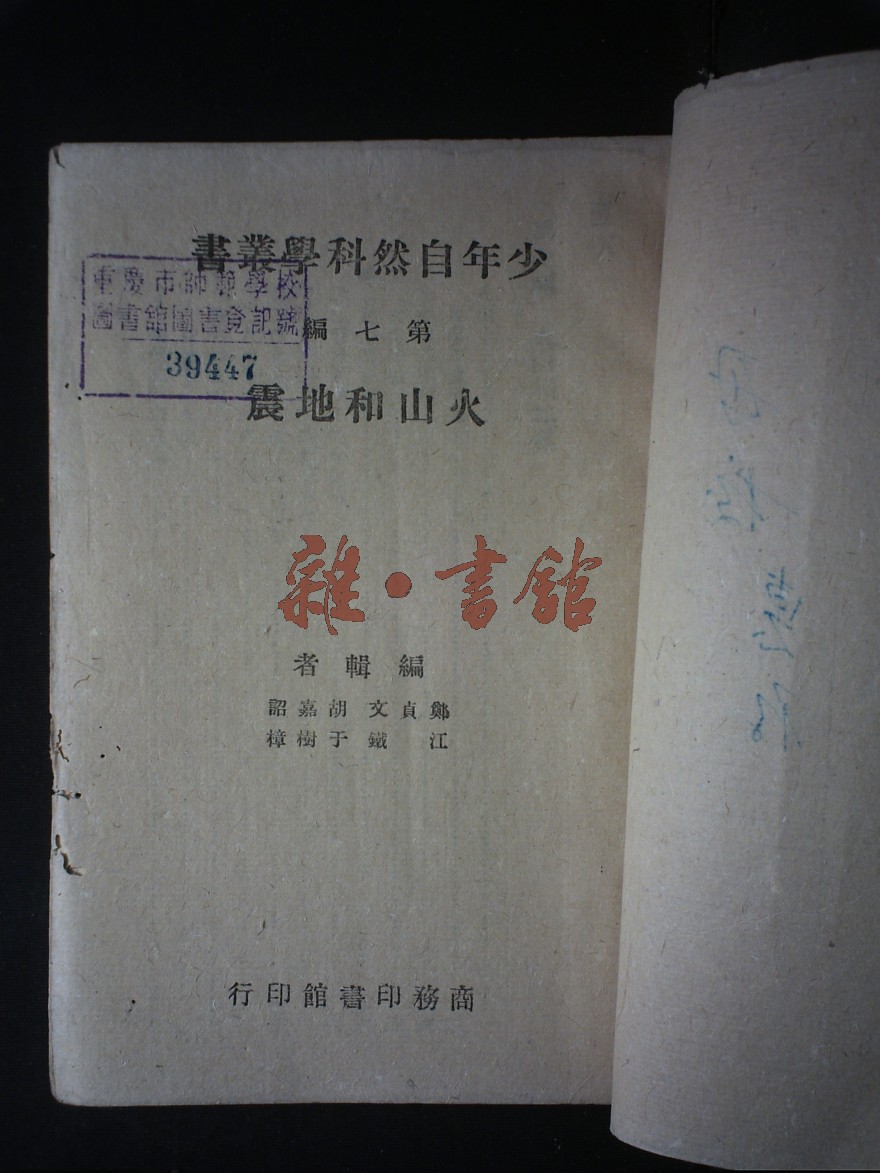 少年自然科學叢書
第七編
火山和地震
重慶市師範學校
圖書館圖書登記號
39447
雜·書館
編輯者
鄭貞文 胡嘉詔
江鐵 于樹樟
商務印書館印行